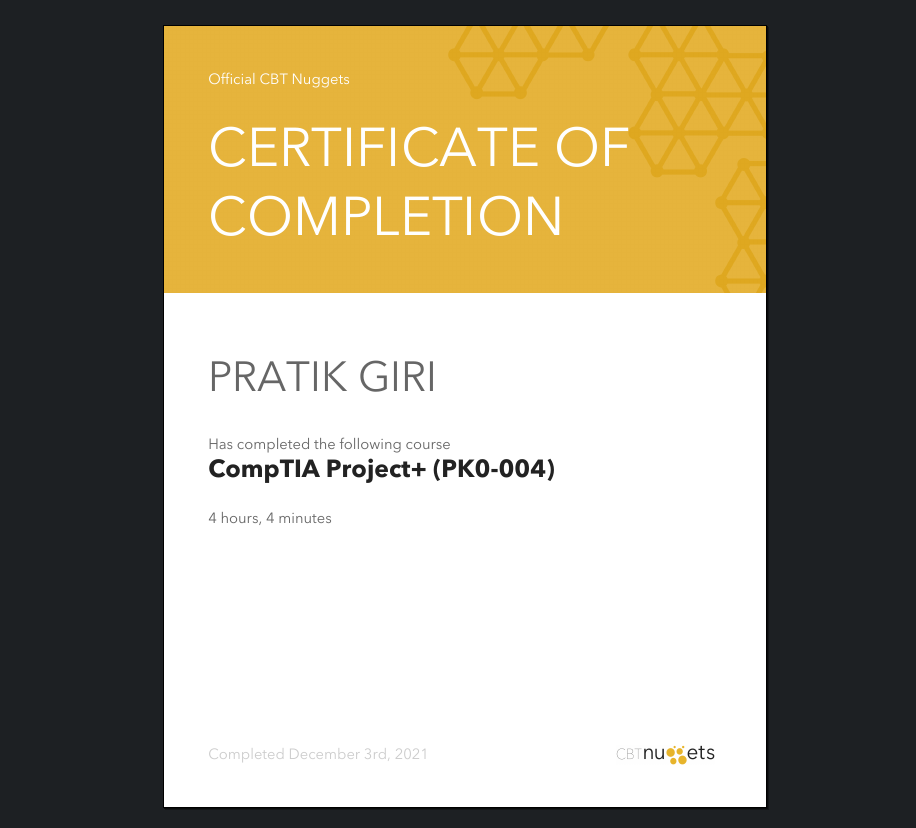 Official CBT Nuggets
CERTIFICATE OF
COMPLETION
PRATIK GIRI
Has completed the following course
CompTIA Project+ (PK0-004)
4 hours, 4 minutes
Completed December 3rd, 2021
CBTnuggets